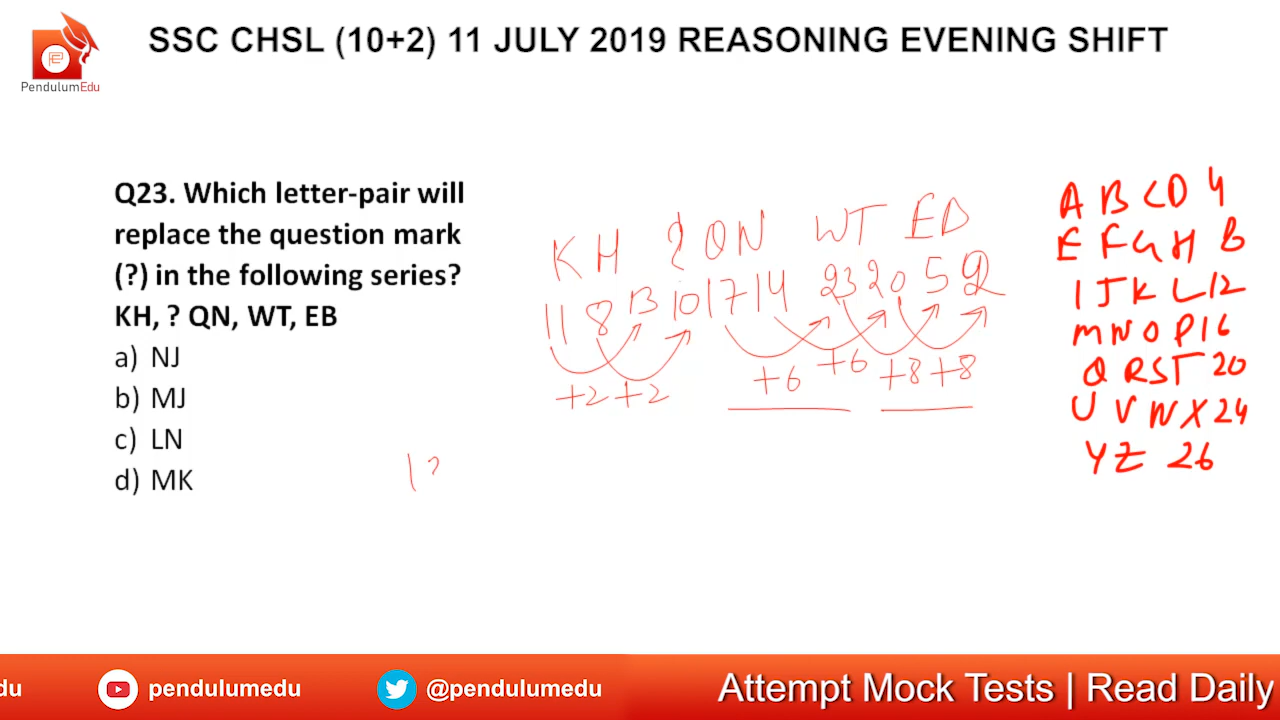 SSC CHSL (10+2) 11 JULY 2019 REASONING EVENING SHIFT
PendulumEdu
Q23. Which letter-pair will
replace the question mark
(?) in the following series?
KH, ? QN, WT, EB
a) NJ
b) MJ
c) LN
d) MK
KH ? QN WT EB
11 8 13 10 17 14 23 20 5 2
+2 +2 +6 +6 +8 +8
A B C D 4
E F G H 8
I J K L 12
M N O P 16
Q R S T 20
U V W X 24
Y Z 26
du
pendulumedu
@pendulumedu
Attempt Mock Tests | Read Daily